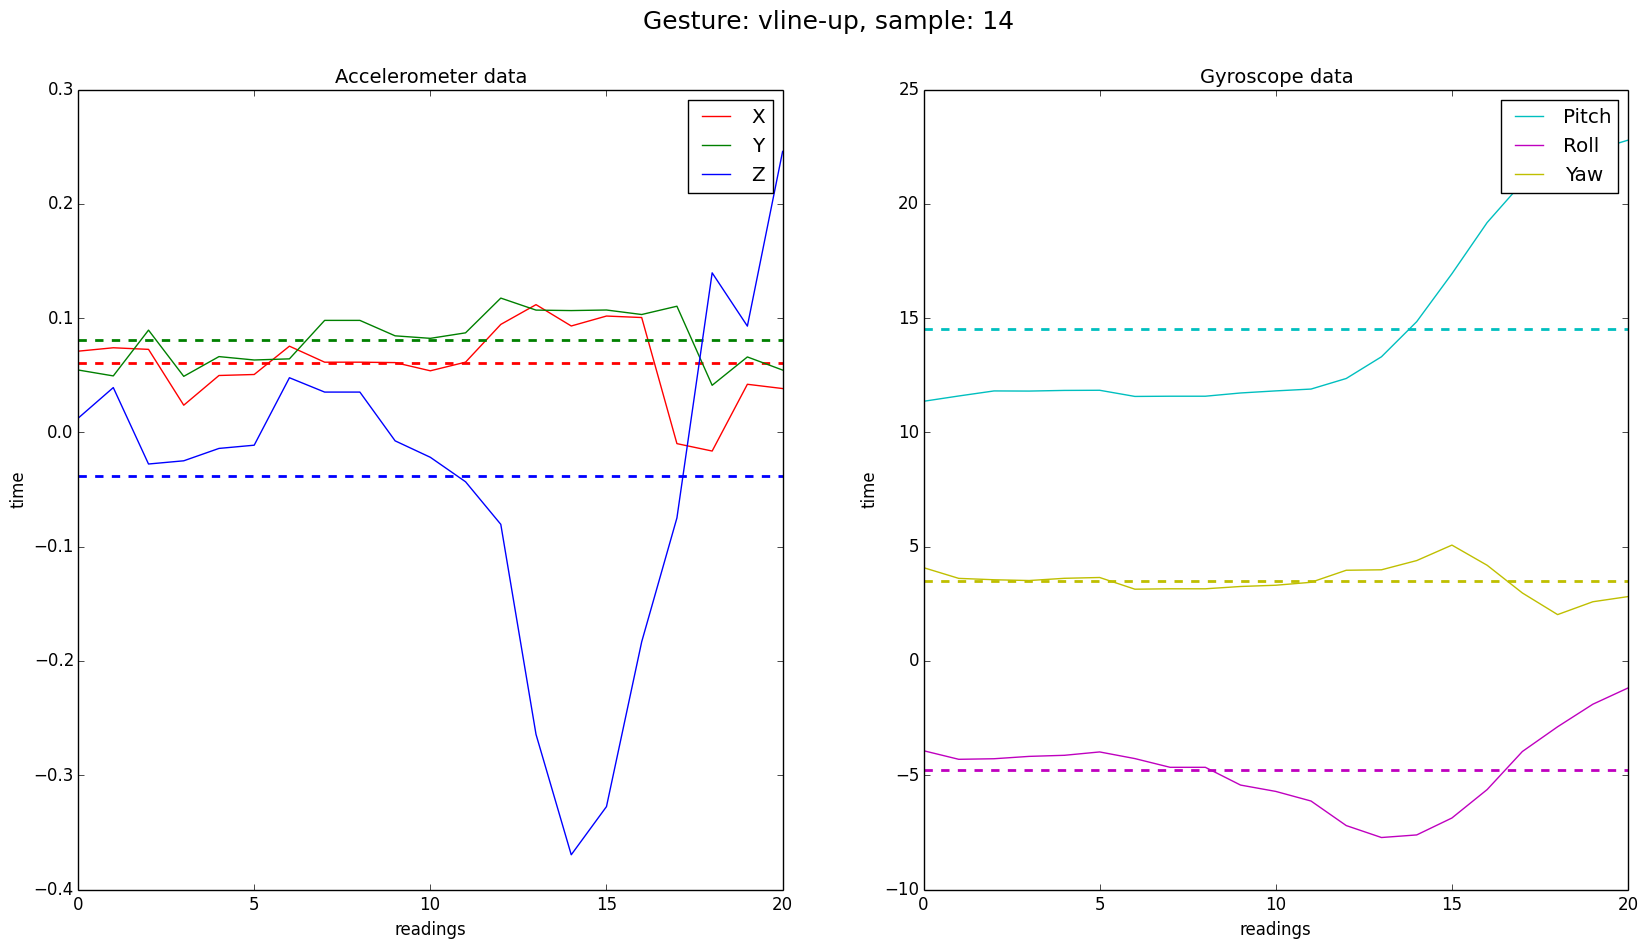 Gesture: vline-up, sample: 14
Accelerometer data
0.3
0.2
0.1
0.0
−0.1
−0.2
−0.3
−0.4
time
0 5 10 15 20
readings
X
Y
Z
Gyroscope data
25
20
15
10
5
0
−5
−10
time
0 5 10 15 20
readings
Pitch
Roll
Yaw